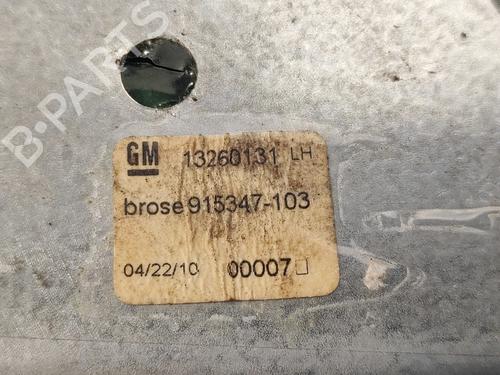 B-PARTS
GM 13260131 LH
brose 915347-103
04/22/10 00007